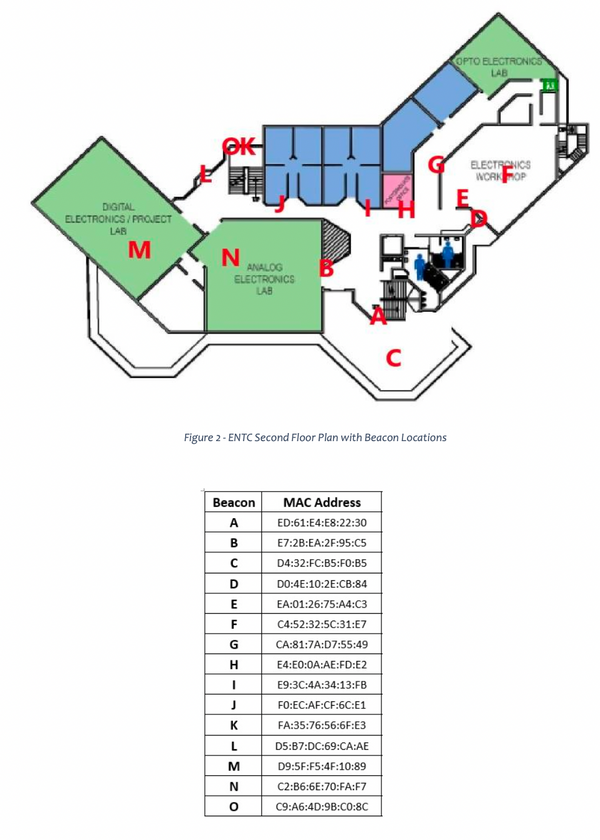 OPTO ELECTRONICS
LAB
OK
G
ELECTRONICS
WORKSHOP
F
L
DIGITAL
ELECTRONICS / PROJECT
LAB
J
I
H
E
D
M
N
ANALOG
ELECTRONICS
LAB
B
A
C
Figure 2 - ENTC Second Floor Plan with Beacon Locations
Beacon MAC Address
A ED:61:E4:E8:22:30
B E7:2B:EA:2F:95:C5
C D4:32:FC:B5:F0:B5
D D0:4E:10:2E:CB:84
E EA:01:26:75:A4:C3
F C4:52:32:5C:31:E7
G CA:81:7A:D7:55:49
H E4:E0:0A:AE:FD:E2
I E9:3C:4A:34:13:FB
J F0:EC:AF:CF:6C:E1
K FA:35:76:56:6F:E3
L D5:B7:DC:69:CA:AE
M D9:5F:F5:4F:10:89
N C2:B6:6E:70:FA:F7
O C9:A6:4D:9B:C0:8C